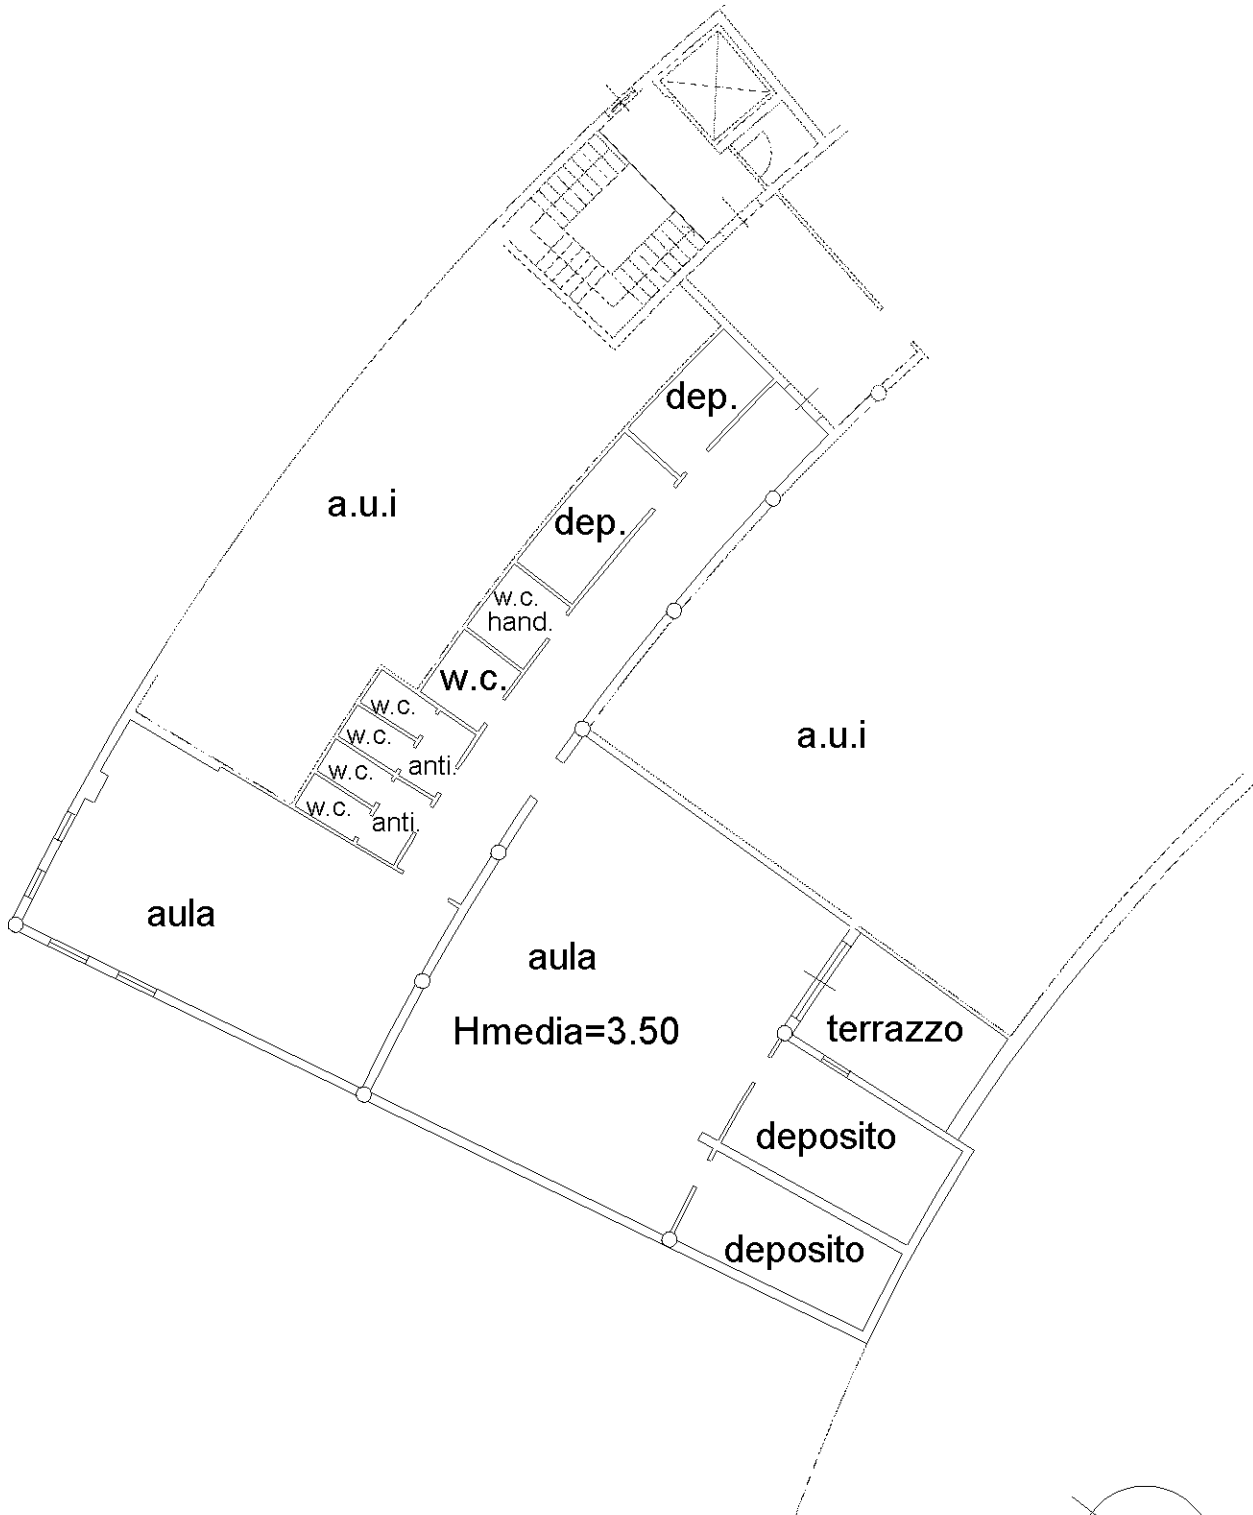 dep.
a.u.i
dep.
w.c.
hand.
w.c.
w.c.
w.c.
a.u.i
anti.
w.c.
w.c.
anti.
aula
aula
Hmedia=3.50
terrazzo
deposito
deposito